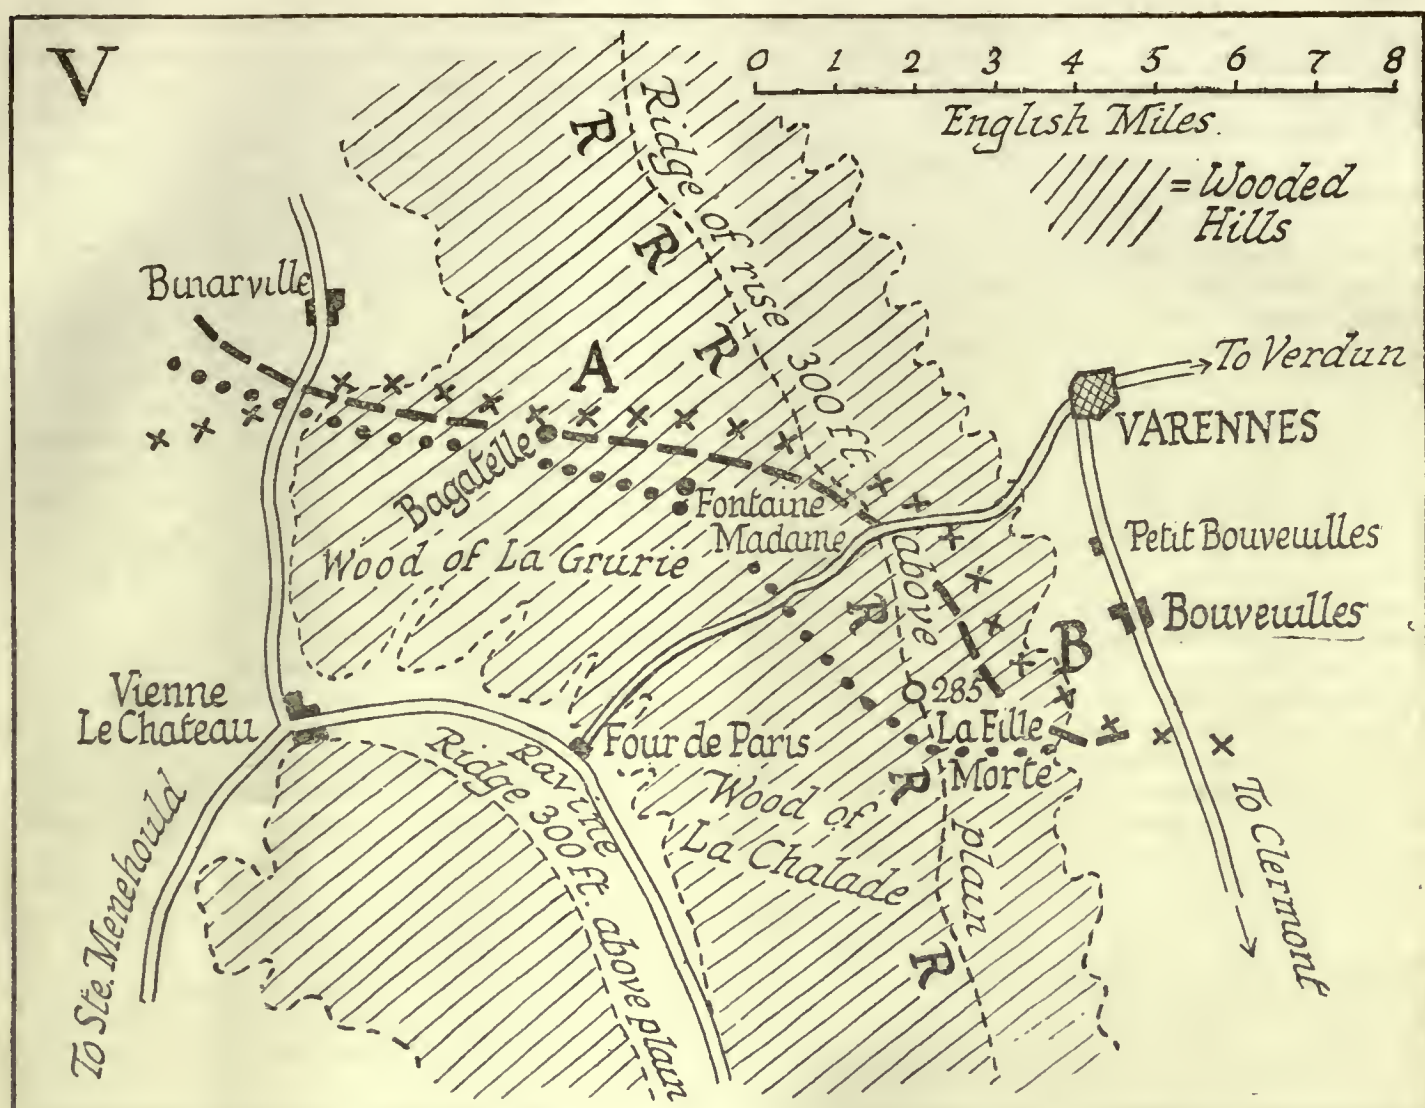 V
0 1 2 3 4 5 6 7 8
English Miles.
= Wooded
Hills
R
Ridge of rise 300 ft. above plain
R
R
Binarville
A
To Verdun
VARENNES
Bagatelle
Fontaine
Madame
Wood of La Grurie
Petit Bouveuilles
R
B
Bouveuilles
285
Vienne
Le Chateau
La Fille
Morte
Four de Paris
R
Ravine
Ridge 300 ft. above plain
Wood of
La Chalade
To Ste. Menehould
To Clermont
R